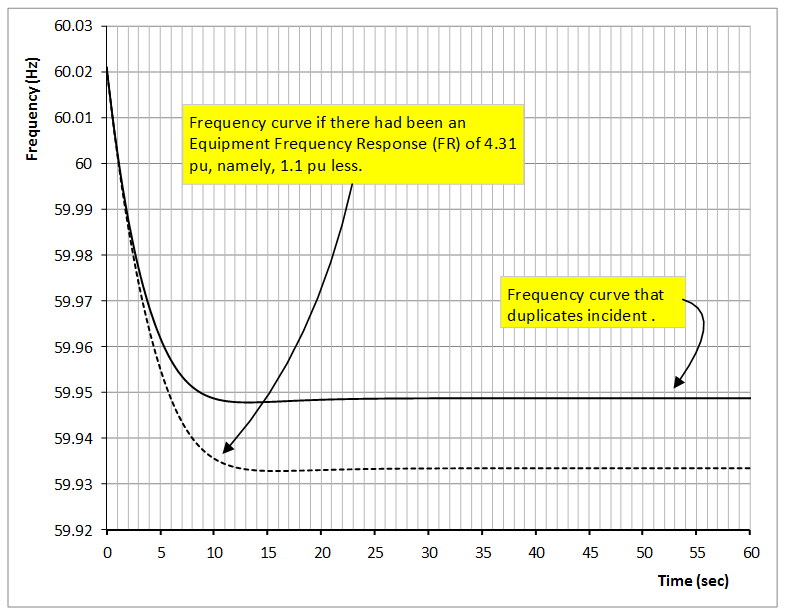 60.03
60.02
60.01
60
59.99
59.98
59.97
59.96
59.95
59.94
59.93
59.92
Frequency (Hz)
Frequency curve if there had been an
Equipment Frequency Response (FR) of 4.31
pu, namely, 1.1 pu less.
Frequency curve that
duplicates incident .
0 5 10 15 20 25 30 35 40 45 50 55 60
Time (sec)